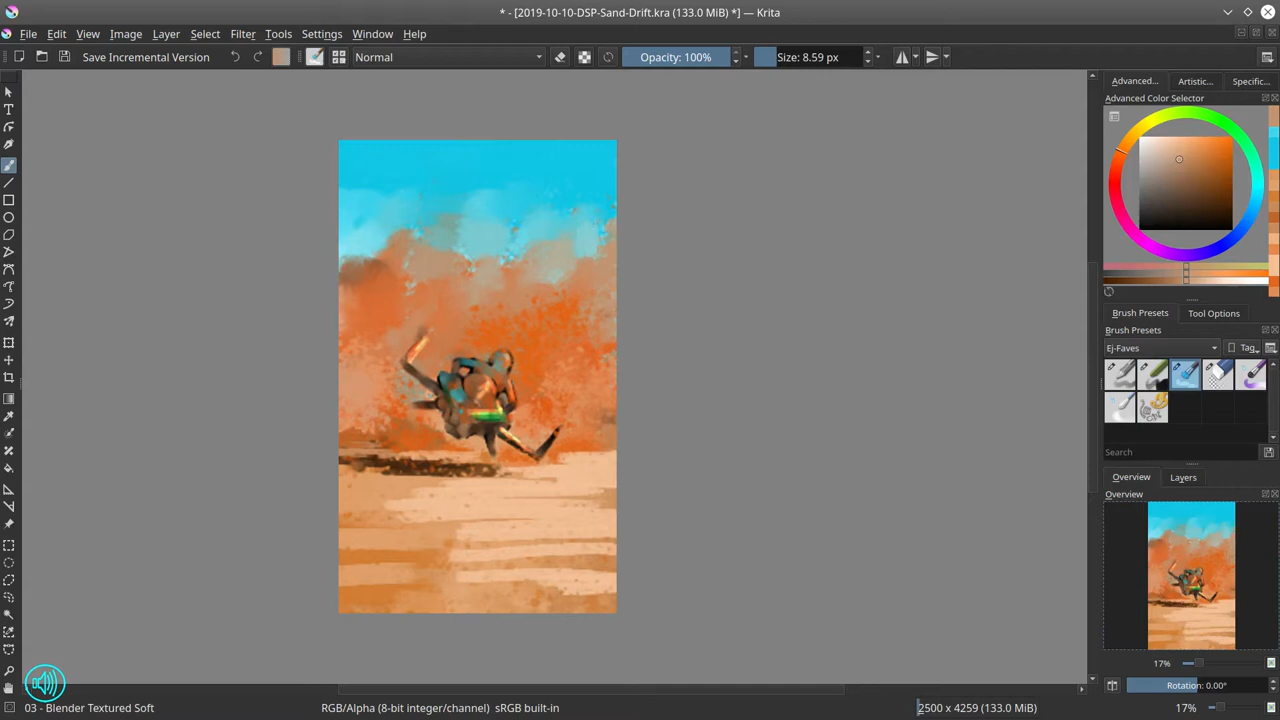 * - [2019-10-10-DSP-Sand-Drift.kra (133.0 MiB) *] — Krita
File Edit View Image Layer Select Filter Tools Settings Window Help
Save Incremental Version Normal Opacity: 100% Size: 8.59 px
Advanced... Artistic... Specific...
Advanced Color Selector
Brush Presets Tool Options
Brush Presets
Ej-Faves Tag
Search
Overview Layers
Overview
17%
Rotation: 0.00°
03 - Blender Textured Soft RGB/Alpha (8-bit integer/channel) sRGB built-in 2500 x 4259 (133.0 MiB) 17%